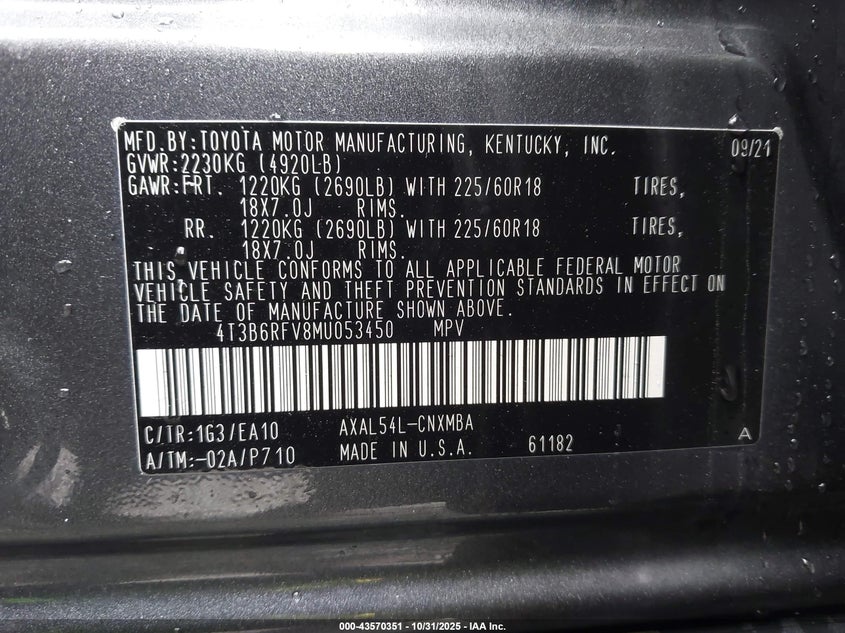 MFD.BY:TOYOTA MOTOR MANUFACTURING, KENTUCKY, INC. 09/21
GVWR:2230KG (4920LB)
GAWR:FRT. 1220KG (2690LB) WITH 225/60R18 TIRES,
18X7.0J RIMS.
RR. 1220KG (2690LB) WITH 225/60R18 TIRES,
18X7.0J RIMS.
THIS VEHICLE CONFORMS TO ALL APPLICABLE FEDERAL MOTOR
VEHICLE SAFETY AND THEFT PREVENTION STANDARDS IN EFFECT ON
THE DATE OF MANUFACTURE SHOWN ABOVE.
4T3B6RFV8MU053450 MPV
C/TR:1G3/EA10 AXAL54L-CNXMBA
A/TM:-02A/P710 MADE IN U.S.A. 61182 A
000-43570351 - 10/31/2025 - IAA Inc.